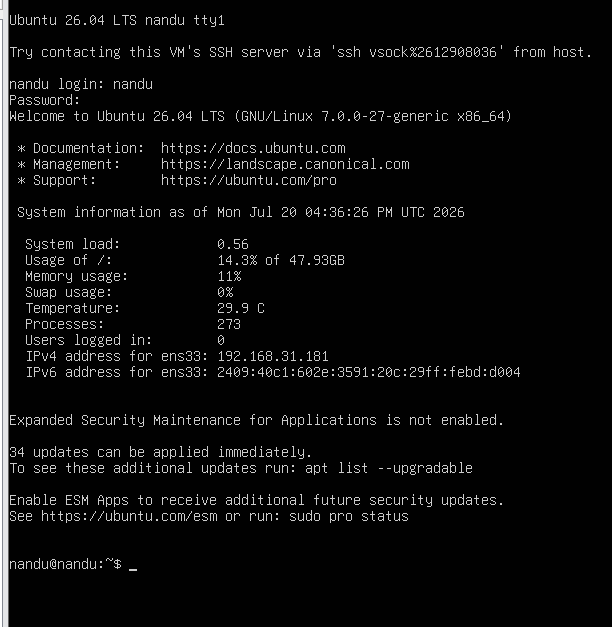 Ubuntu 26.04 LTS nandu tty1
Try contacting this VM's SSH server via 'ssh vsock%2612908036' from host.
nandu login: nandu
Password:
Welcome to Ubuntu 26.04 LTS (GNU/Linux 7.0.0-27-generic x86_64)
* Documentation:  https://docs.ubuntu.com
* Management:     https://landscape.canonical.com
* Support:        https://ubuntu.com/pro
System information as of Mon Jul 20 04:36:26 PM UTC 2026
System load:            0.56
Usage of /:             14.3% of 47.93GB
Memory usage:           11%
Swap usage:             0%
Temperature:            29.9 C
Processes:              273
Users logged in:        0
IPv4 address for ens33: 192.168.31.181
IPv6 address for ens33: 2409:40c1:602e:3591:20c:29ff:febd:d004
Expanded Security Maintenance for Applications is not enabled.
34 updates can be applied immediately.
To see these additional updates run: apt list --upgradable
Enable ESM Apps to receive additional future security updates.
See https://ubuntu.com/esm or run: sudo pro status
nandu@nandu:~$ _